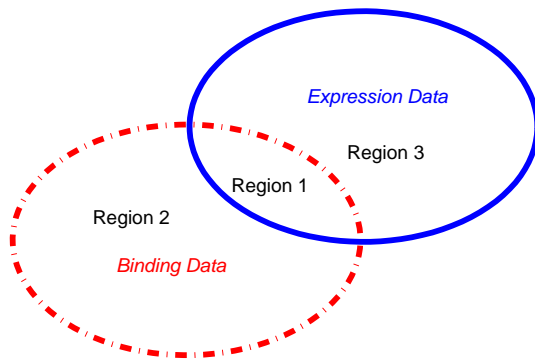 Expression Data
Region 3
Region 1
Region 2
Binding Data